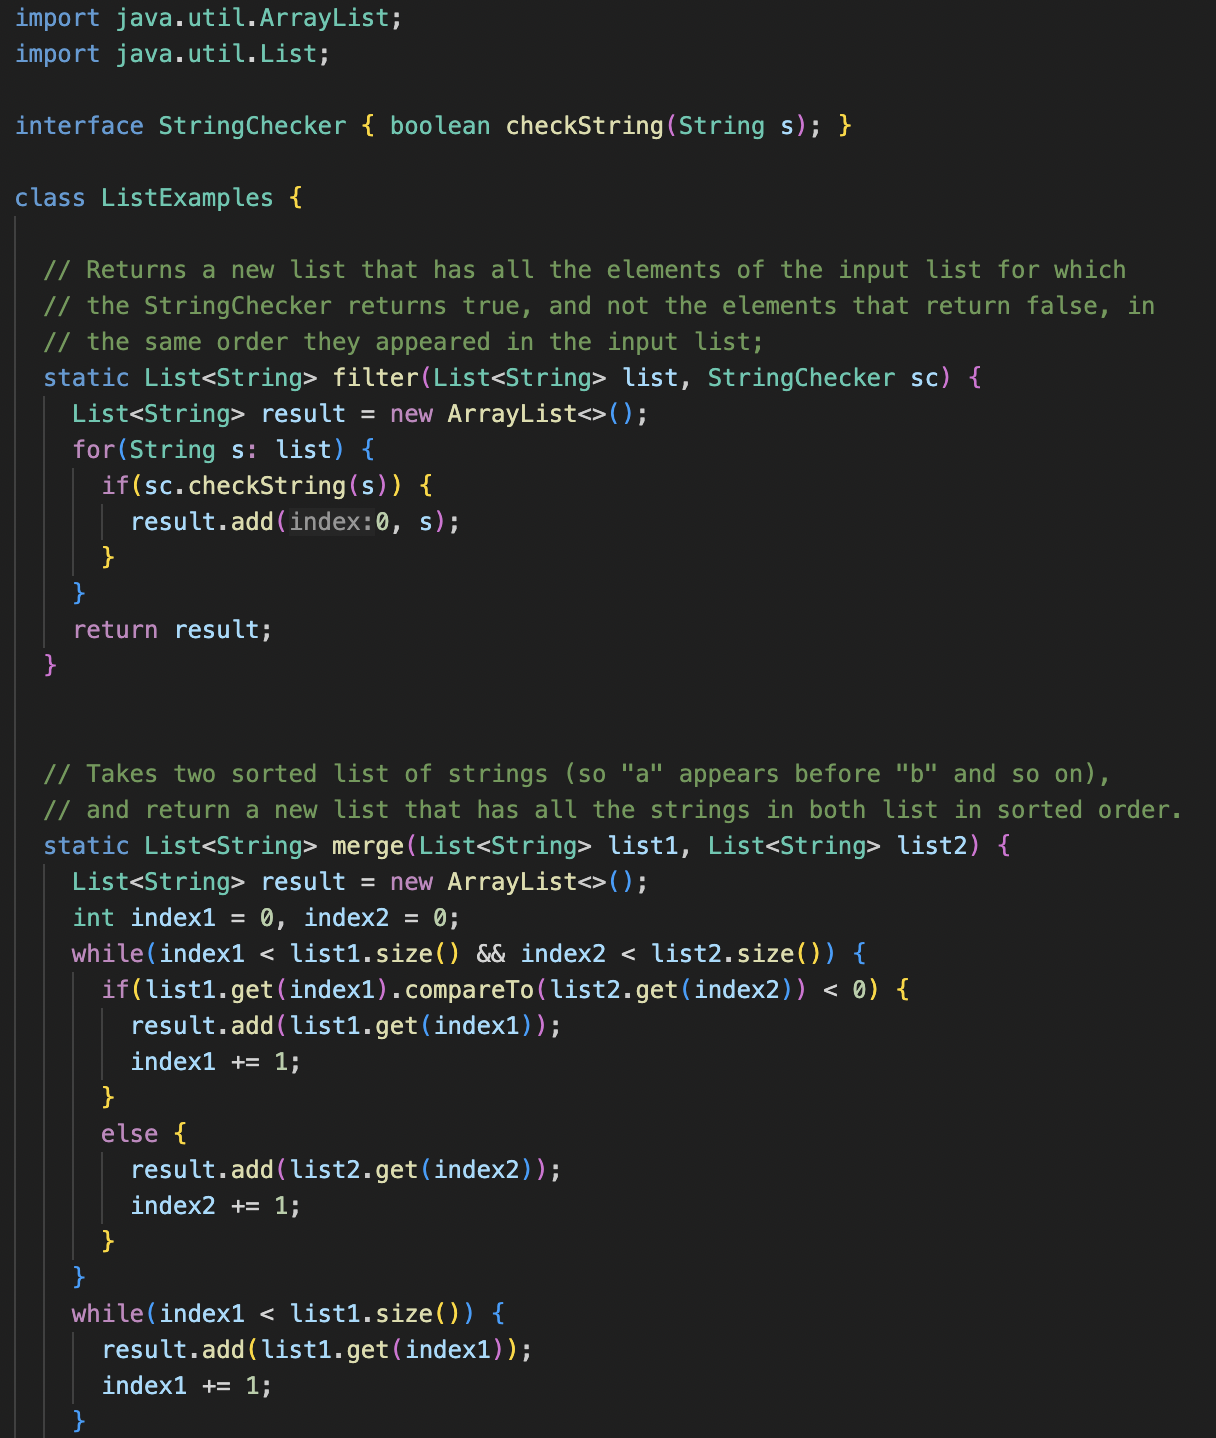 import java.util.ArrayList;
import java.util.List;

interface StringChecker { boolean checkString(String s); }

class ListExamples {

  // Returns a new list that has all the elements of the input list for which
  // the StringChecker returns true, and not the elements that return false, in
  // the same order they appeared in the input list;
  static List<String> filter(List<String> list, StringChecker sc) {
    List<String> result = new ArrayList<>();
    for(String s: list) {
      if(sc.checkString(s)) {
        result.add(index:0, s);
      }
    }
    return result;
  }


  // Takes two sorted list of strings (so "a" appears before "b" and so on),
  // and return a new list that has all the strings in both list in sorted order.
  static List<String> merge(List<String> list1, List<String> list2) {
    List<String> result = new ArrayList<>();
    int index1 = 0, index2 = 0;
    while(index1 < list1.size() && index2 < list2.size()) {
      if(list1.get(index1).compareTo(list2.get(index2)) < 0) {
        result.add(list1.get(index1));
        index1 += 1;
      }
      else {
        result.add(list2.get(index2));
        index2 += 1;
      }
    }
    while(index1 < list1.size()) {
      result.add(list1.get(index1));
      index1 += 1;
    }